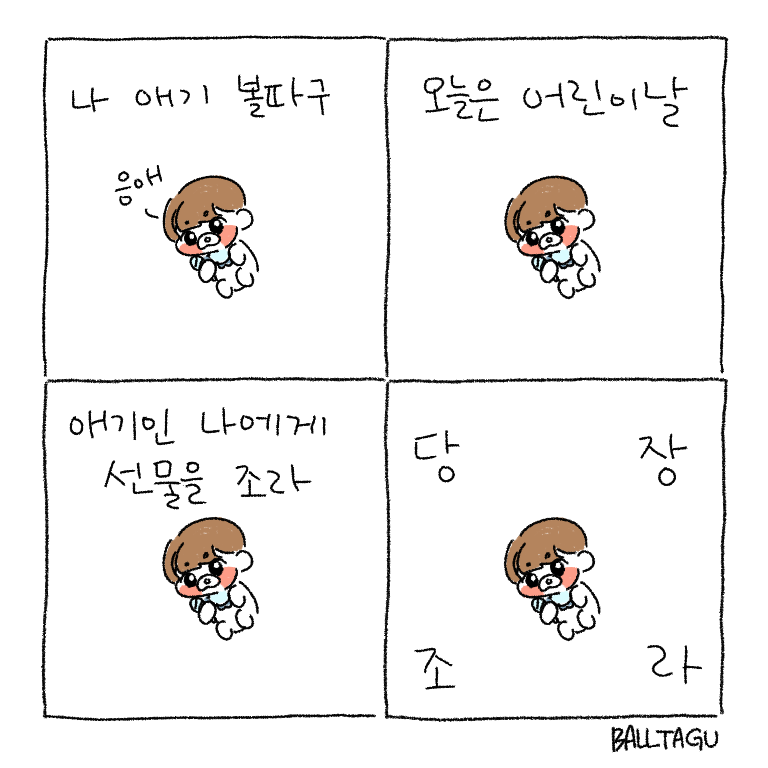 나 애기 볼따구
응애
오늘은 어린이날
애기인 나에게
선물을 조라
당 장
조 라
BALLTAGU